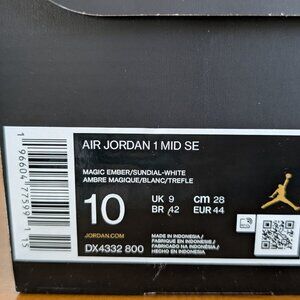 AIR JORDAN 1 MID SE
MAGIC EMBER/SUNDIAL-WHITE
AMBRE MAGIQUE/BLANC/TREFLE
10
UK 9
cm 28
BR 42
EUR 44
JORDAN.COM
DX4332 800
MADE IN INDONESIA/
FABRIQUE EN INDONESIE/
FABRICADO NA INDONÉSIA/
HECHO EN INDONESIA